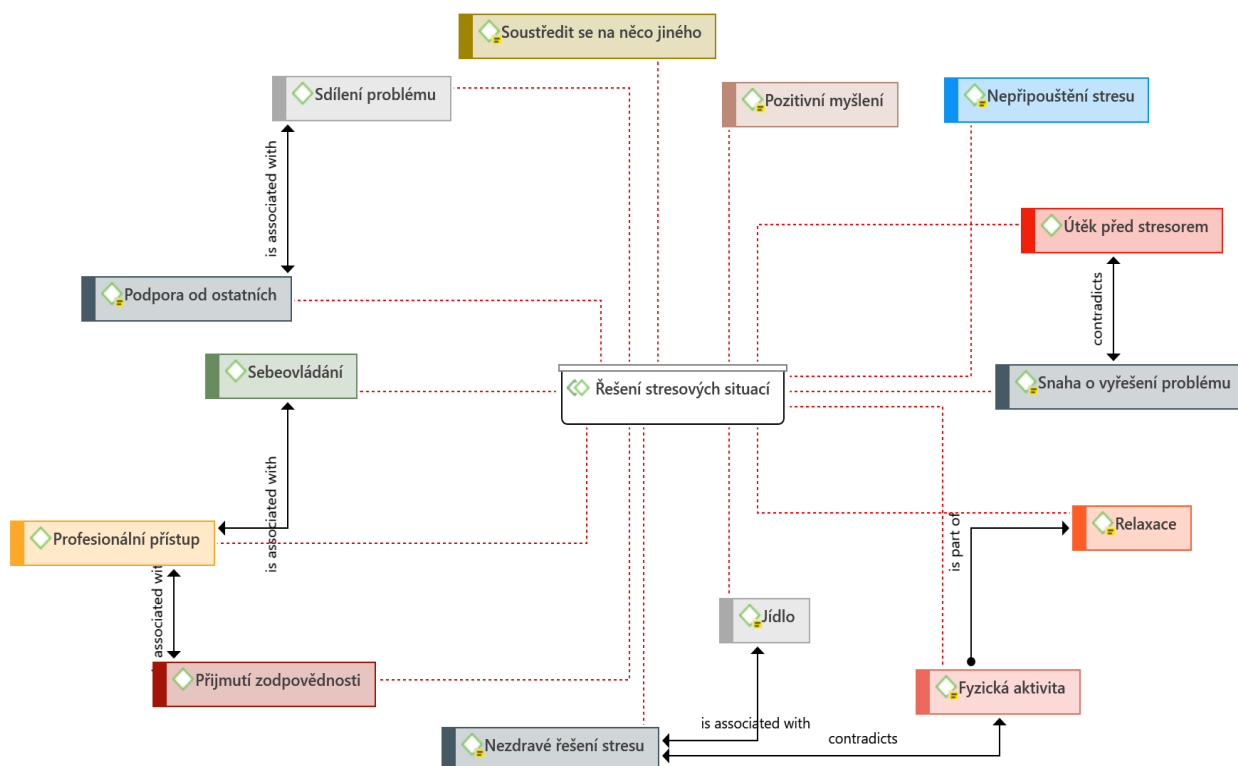 Soustředit se na něco jiného
Sdílení problému
Pozitivní myšlení
Nepřipouštění stresu
is associated with
Útěk před stresorem
Podpora od ostatních
contradicts
Sebeovládání
Řešení stresových situací
Snaha o vyřešení problému
is associated with
Profesionální přístup
is part of
Relaxace
associated wit
Jídlo
Přijmutí zodpovědnosti
Fyzická aktivita
is associated with
Nezdravé řešení stresu
contradicts